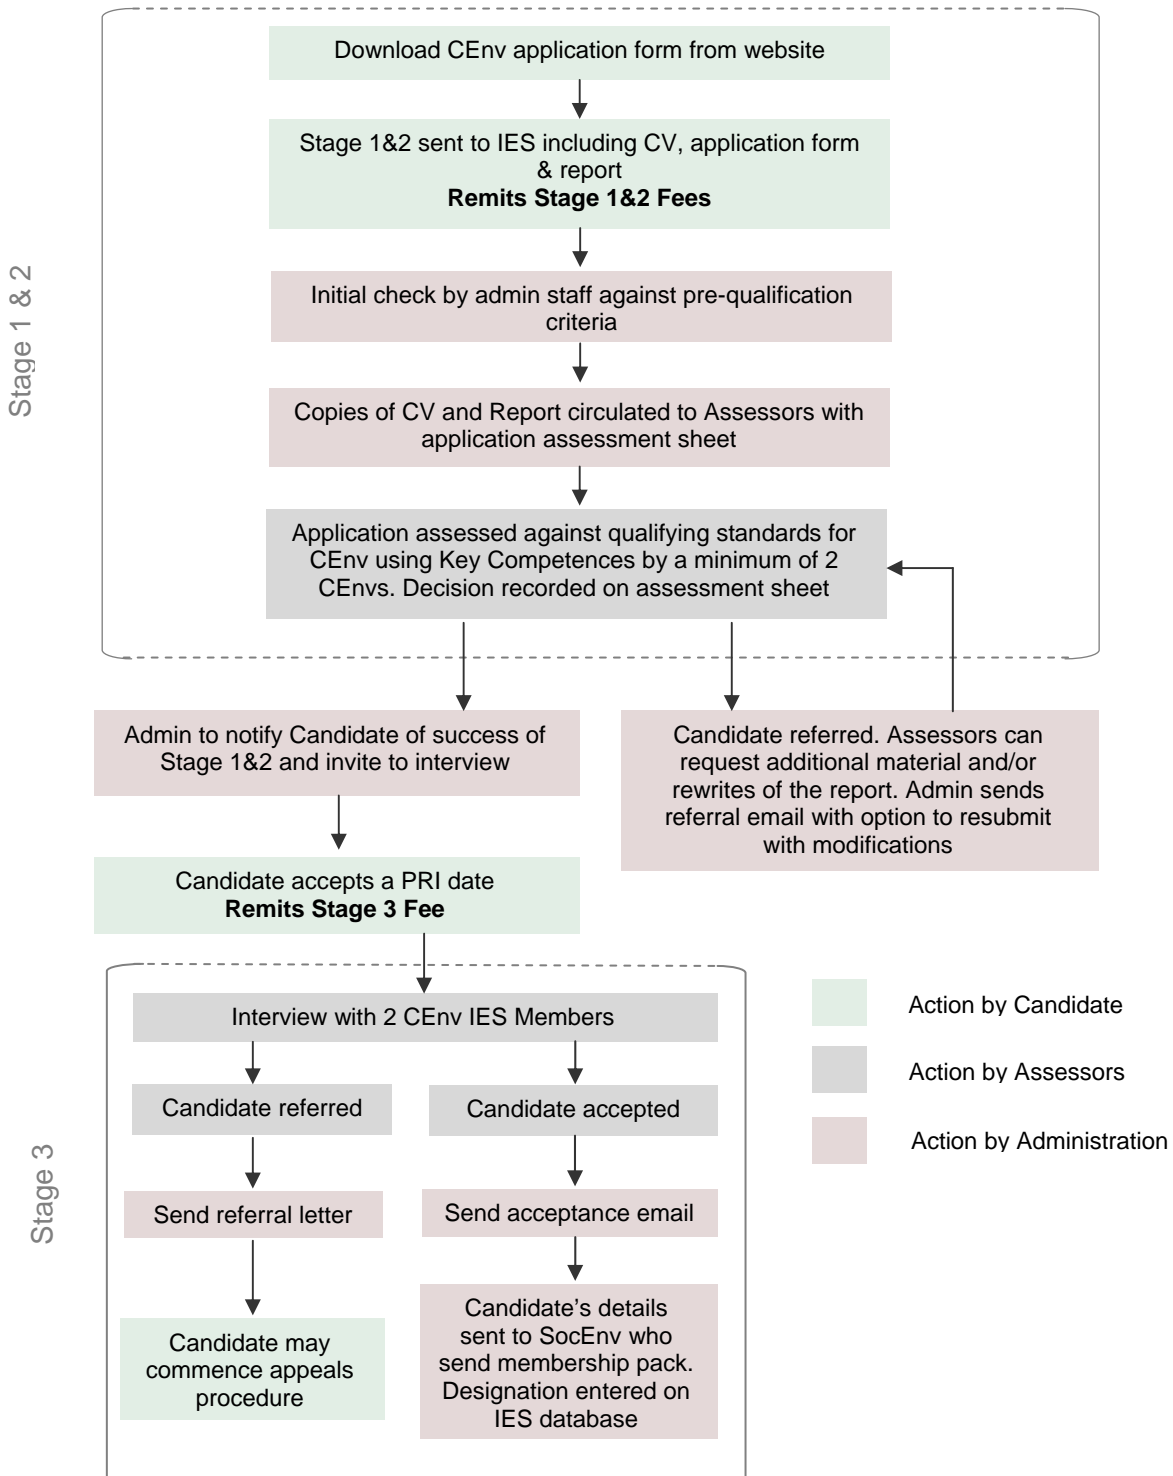 Download CEnv application form from website
Stage 1&2 sent to IES including CV, application form
& report
Remits Stage 1&2 Fees
Stage 1 & 2
Initial check by admin staff against pre-qualification
criteria
Copies of CV and Report circulated to Assessors with
application assessment sheet
Application assessed against qualifying standards for
CEnv using Key Competences by a minimum of 2
CEnvs. Decision recorded on assessment sheet
Admin to notify Candidate of success of
Stage 1&2 and invite to interview
Candidate referred. Assessors can
request additional material and/or
rewrites of the report. Admin sends
referral email with option to resubmit
with modifications
Candidate accepts a PRI date
Remits Stage 3 Fee
Stage 3
Interview with 2 CEnv IES Members
Candidate referred
Candidate accepted
Send referral letter
Send acceptance email
Candidate may
commence appeals
procedure
Candidate’s details
sent to SocEnv who
send membership pack.
Designation entered on
IES database
Action by Candidate
Action by Assessors
Action by Administration